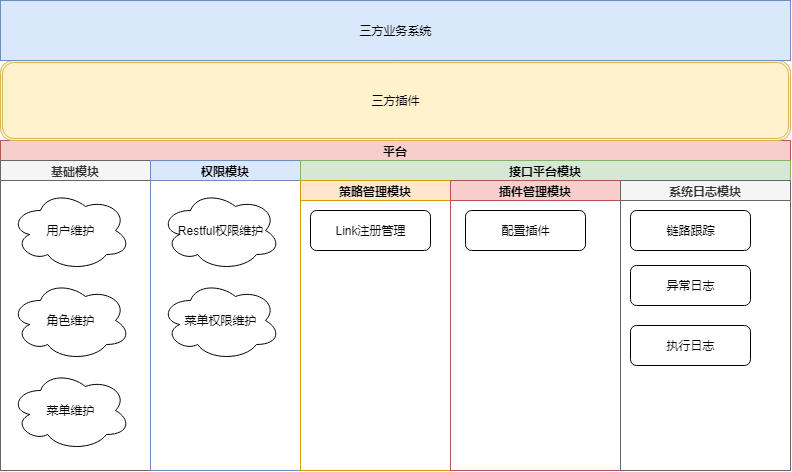 三方业务系统
三方插件
平台
基础模块
权限模块
接口平台模块
策略管理模块
插件管理模块
系统日志模块
用户维护
Restful权限维护
Link注册管理
配置插件
链路跟踪
异常日志
角色维护
菜单权限维护
执行日志
菜单维护